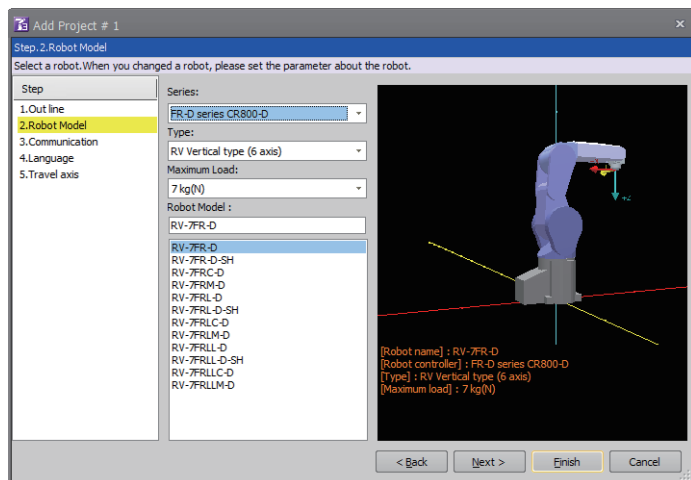 Add Project # 1
Step.2.Robot Model
Select a robot.When you changed a robot, please set the parameter about the robot.
Step
1.Out line
2.Robot Model
3.Communication
4.Language
5.Travel axis
Series:
FR-D series CR800-D
Type:
RV Vertical type (6 axis)
Maximum Load:
7 kg(N)
Robot Model :
RV-7FR-D
RV-7FR-D
RV-7FR-D-SH
RV-7FRC-D
RV-7FRM-D
RV-7FRL-D
RV-7FRL-D-SH
RV-7FRLC-D
RV-7FRLM-D
RV-7FRLL-D
RV-7FRLL-D-SH
RV-7FRLLC-D
RV-7FRLLM-D
[Robot name] : RV-7FR-D
[Robot controller] : FR-D series CR800-D
[Type] : RV Vertical type (6 axis)
[Maximum load] : 7 kg(N)
< Back
Next >
Finish
Cancel